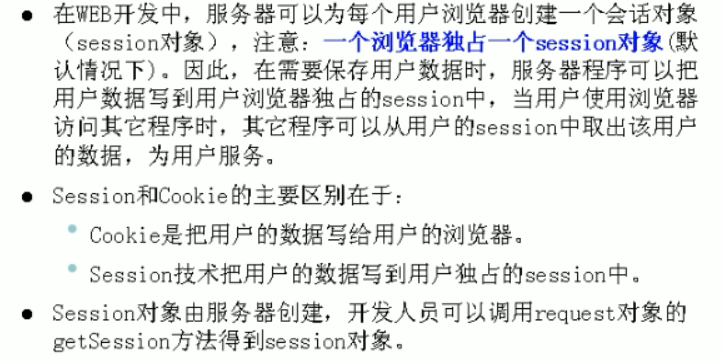 ● 在WEB开发中，服务器可以为每个用户浏览器创建一个会话对象
（session对象），注意：一个浏览器独占一个session对象(默
认情况下)。因此，在需要保存用户数据时，服务器程序可以把
用户数据写到用户浏览器独占的session中，当用户使用浏览器
访问其它程序时，其它程序可以从用户的session中取出该用户
的数据，为用户服务。
● Session和Cookie的主要区别在于：
• Cookie是把用户的数据写给用户的浏览器。
• Session技术把用户的数据写到用户独占的session中。
● Session对象由服务器创建，开发人员可以调用request对象的
getSession方法得到session对象。